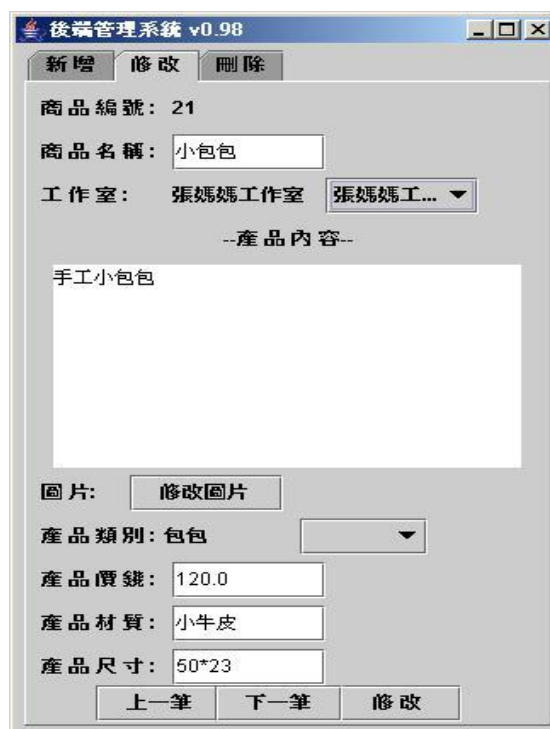 後端管理系統 v0.98
新增 修改 刪除
商品編號: 21
商品名稱: 小包包
工作室: 張媽媽工作室 張媽媽工...
--產品內容--
手工小包包
圖片: 修改圖片
產品類別: 包包
產品價錢: 120.0
產品材質: 小牛皮
產品尺寸: 50*23
上一筆 下一筆 修改